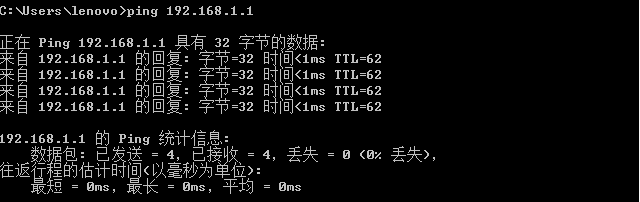 C:\Users\lenovo>ping 192.168.1.1
正在 Ping 192.168.1.1 具有 32 字节的数据:
来自 192.168.1.1 的回复: 字节=32 时间<1ms TTL=62
来自 192.168.1.1 的回复: 字节=32 时间<1ms TTL=62
来自 192.168.1.1 的回复: 字节=32 时间<1ms TTL=62
来自 192.168.1.1 的回复: 字节=32 时间<1ms TTL=62
192.168.1.1 的 Ping 统计信息:
数据包: 已发送 = 4, 已接收 = 4, 丢失 = 0 (0% 丢失),
往返行程的估计时间(以毫秒为单位):
最短 = 0ms, 最长 = 0ms, 平均 = 0ms